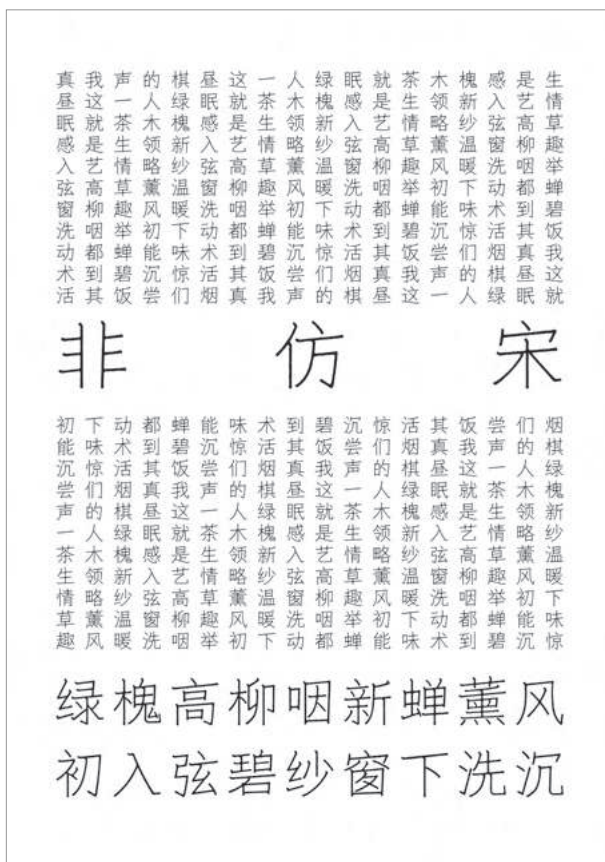 真我声的棋昼这一人绿眠就茶木槐感是生
昼这一人绿眠就茶木槐感是生领新入艺情
眠就茶木槐感是生领新入艺情略纱弦高草
感是生领新入艺情略纱弦高草薰温窗柳趣
入艺情略纱弦高草薰温窗柳趣风暖洗咽举
弦高草薰温窗柳趣风暖洗咽举初下动都蝉
窗柳趣风暖洗咽举初下动都蝉能味术到碧
洗咽举初下动都蝉能味术到碧沉惊活其饭
动都蝉能味术到碧沉惊活其饭尝们烟真我
术到碧沉惊活其饭尝们烟真我声的棋昼这
活其饭尝们烟真我声的棋昼这一人绿眠就
非仿宋
初下动都蝉能味术到碧沉惊活其饭尝们烟
能味术到碧沉惊活其饭尝们烟真我声的棋
沉惊活其饭尝们烟真我声的棋昼这一人绿
尝们烟真我声的棋昼这一人绿眠就茶木槐
声的棋昼这一人绿眠就茶木槐感是生领新
一人绿眠就茶木槐感是生领新入艺情略纱
茶木槐感是生领新入艺情略纱弦高草薰温
生领新入艺情略纱弦高草薰温窗柳趣风暖
情略纱弦高草薰温窗柳趣风暖洗咽举初下
草薰温窗柳趣风暖洗咽举初下动都蝉能味
趣风暖洗咽举初下动都蝉能味术到碧沉惊
绿槐高柳咽新蝉薰风
初入弦碧纱窗下洗沉